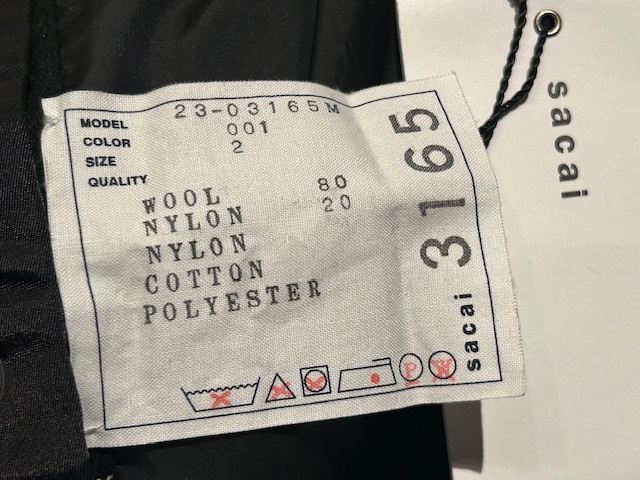 MODEL 23-03165M
COLOR 001
SIZE 2
QUALITY
WOOL 80
NYLON 20
NYLON
COTTON
POLYESTER
P W
sacai 3165
sacai